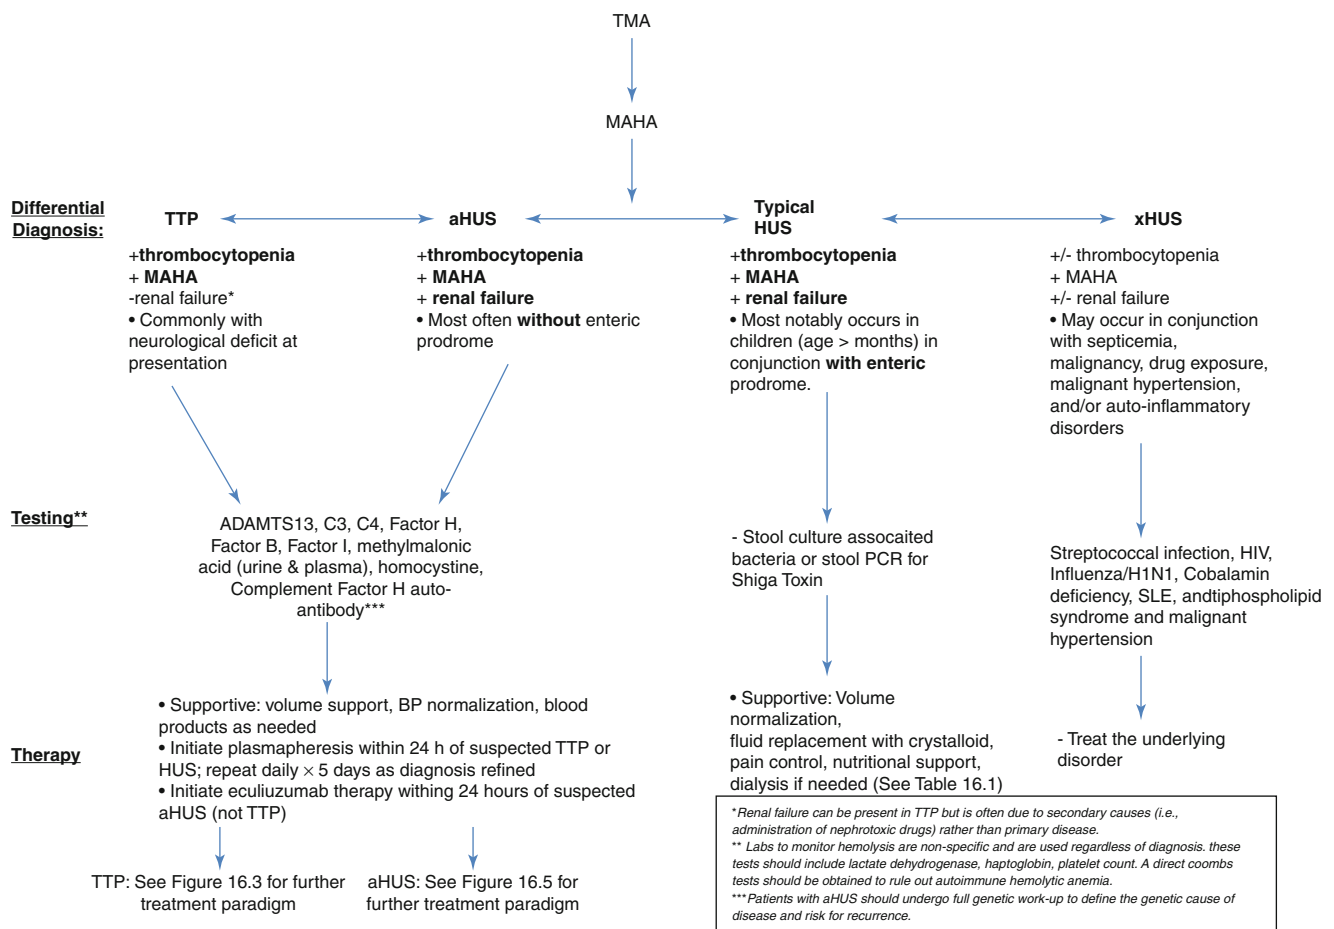 TMA
MAHA
Differential
Diagnosis:
TTP
+thrombocytopenia
+ MAHA
-renal failure*
• Commonly with
neurological deficit at
presentation
aHUS
+thrombocytopenia
+ MAHA
+ renal failure
• Most often without enteric
prodrome
Typical
HUS
+thrombocytopenia
+ MAHA
+ renal failure
• Most notably occurs in
children (age > months) in
conjunction with enteric
prodrome.
xHUS
+/- thrombocytopenia
+ MAHA
+/- renal failure
• May occur in conjunction
with septicemia,
malignancy, drug exposure,
malignant hypertension,
and/or auto-inflammatory
disorders
Testing**
ADAMTS13, C3, C4, Factor H,
Factor B, Factor I, methylmalonic
acid (urine & plasma), homocystine,
Complement Factor H auto-
antibody***
- Stool culture assocaited
bacteria or stool PCR for
Shiga Toxin
Streptococcal infection, HIV,
Influenza/H1N1, Cobalamin
deficiency, SLE, andtiphospholipid
syndrome and malignant
hypertension
Therapy
• Supportive: volume support, BP normalization, blood
products as needed
• Initiate plasmapheresis within 24 h of suspected TTP or
HUS; repeat daily × 5 days as diagnosis refined
• Initiate eculiuzumab therapy withing 24 hours of suspected
aHUS (not TTP)
• Supportive: Volume
normalization,
fluid replacement with crystalloid,
pain control, nutritional support,
dialysis if needed (See Table 16.1)
- Treat the underlying
disorder
TTP: See Figure 16.3 for further
treatment paradigm
aHUS: See Figure 16.5 for
further treatment paradigm
*Renal failure can be present in TTP but is often due to secondary causes (i.e.,
administration of nephrotoxic drugs) rather than primary disease.
** Labs to monitor hemolysis are non-specific and are used regardless of diagnosis. these
tests should include lactate dehydrogenase, haptoglobin, platelet count. A direct coombs
tests should be obtained to rule out autoimmune hemolytic anemia.
***Patients with aHUS should undergo full genetic work-up to define the genetic cause of
disease and risk for recurrence.